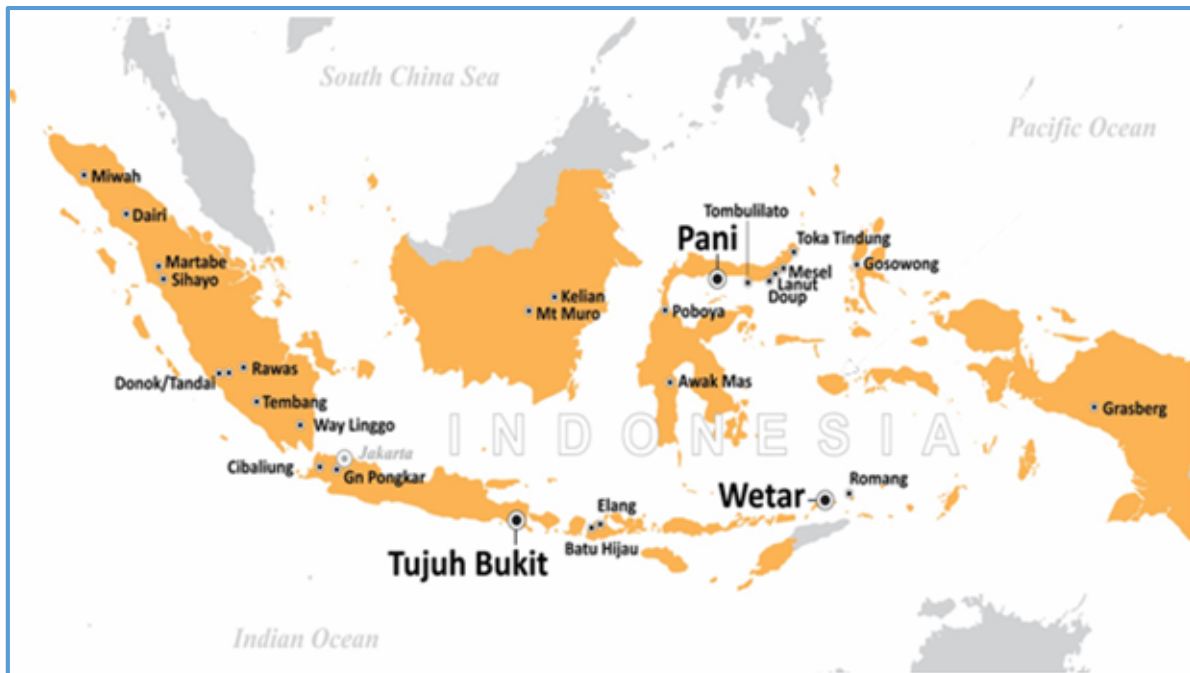 South China Sea
Pacific Ocean
Miwah
Dairi
Tombulilato
Toka Tindung
Pani
Martabe
Sihayo
Mesel
Gosowong
Lanut
Doup
Kelian
Mt Muro
Poboya
Rawas
Donok/Tandai
Awak Mas
Tembang
Grasberg
Way Linggo
INDONESIA
Jakarta
Cibaliung
Gn Pongkar
Romang
Wetar
Elang
Batu Hijau
Tujuh Bukit
Indian Ocean